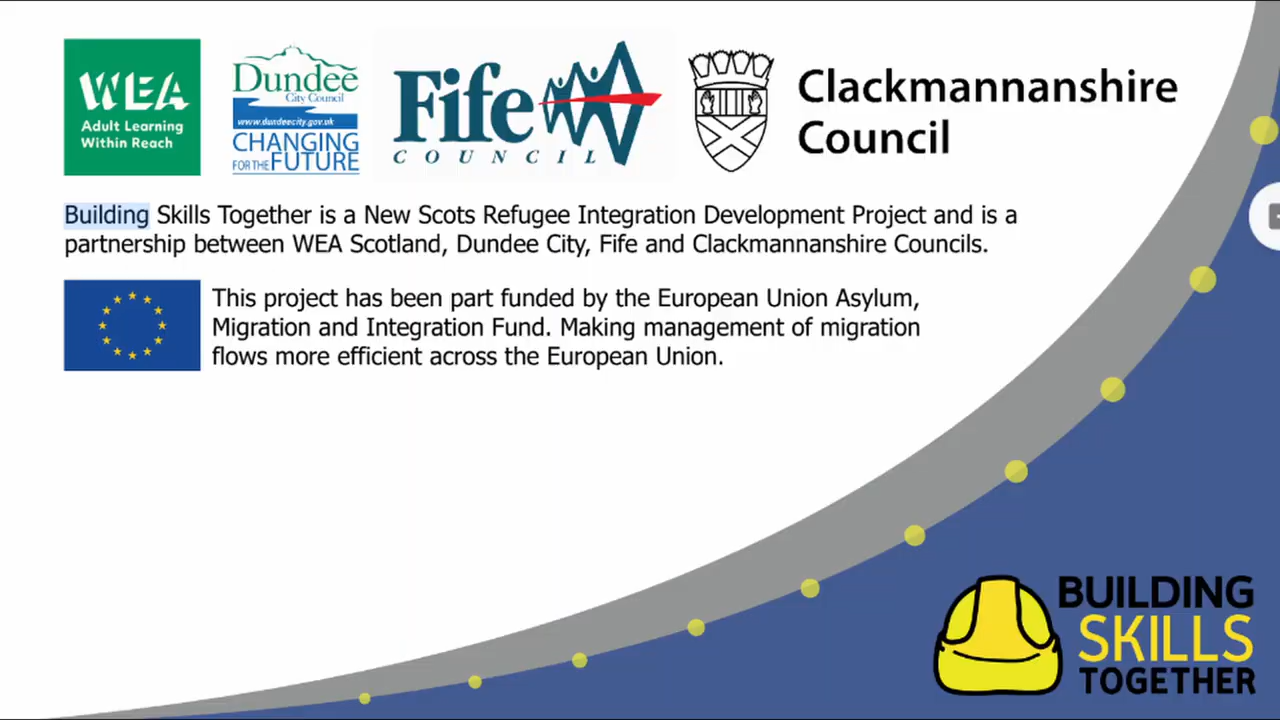 WEA
Adult Learning
Within Reach
Dundee
City Council
www.dundeecity.gov.uk
CHANGING
FOR THE FUTURE
Fife
COUNCIL
Clackmannanshire
Council
Building Skills Together is a New Scots Refugee Integration Development Project and is a
partnership between WEA Scotland, Dundee City, Fife and Clackmannanshire Councils.
This project has been part funded by the European Union Asylum,
Migration and Integration Fund. Making management of migration
flows more efficient across the European Union.
BUILDING
SKILLS
TOGETHER